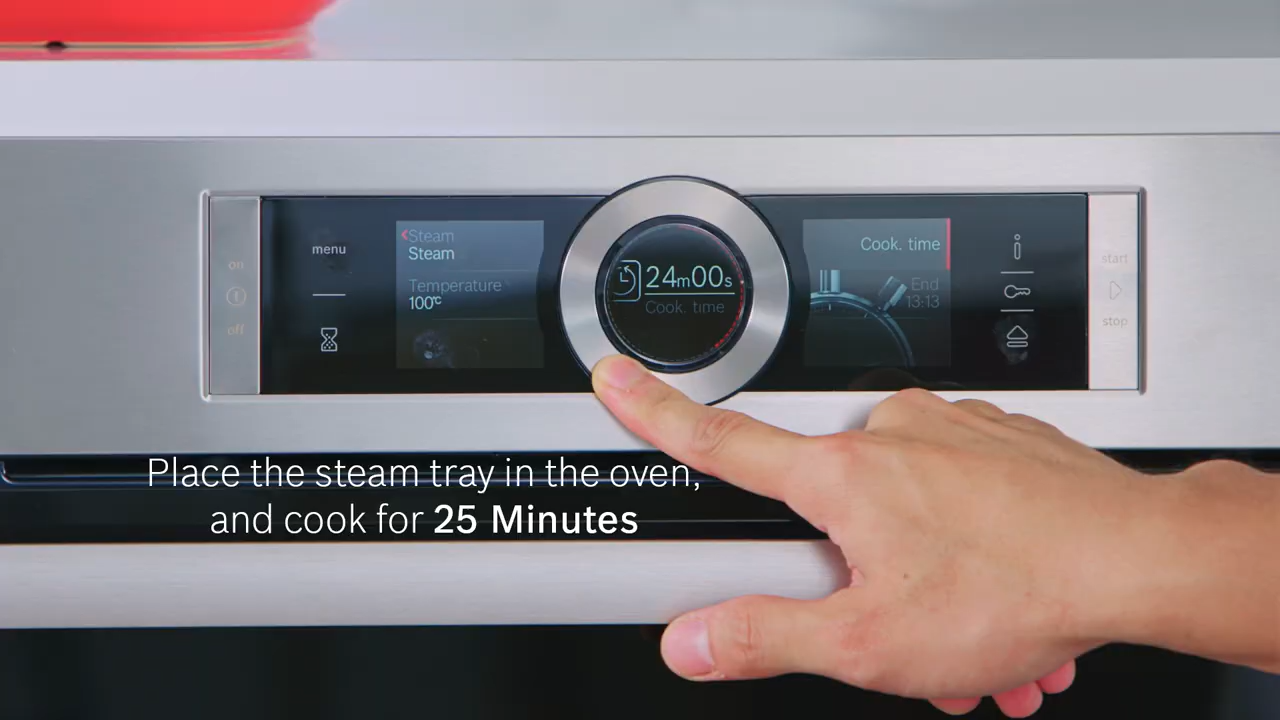 on
off
menu
Steam
Steam
Temperature
100℃
24m00s
Cook. time
Cook. time
End
13:13
start
stop
Place the steam tray in the oven,
and cook for 25 Minutes